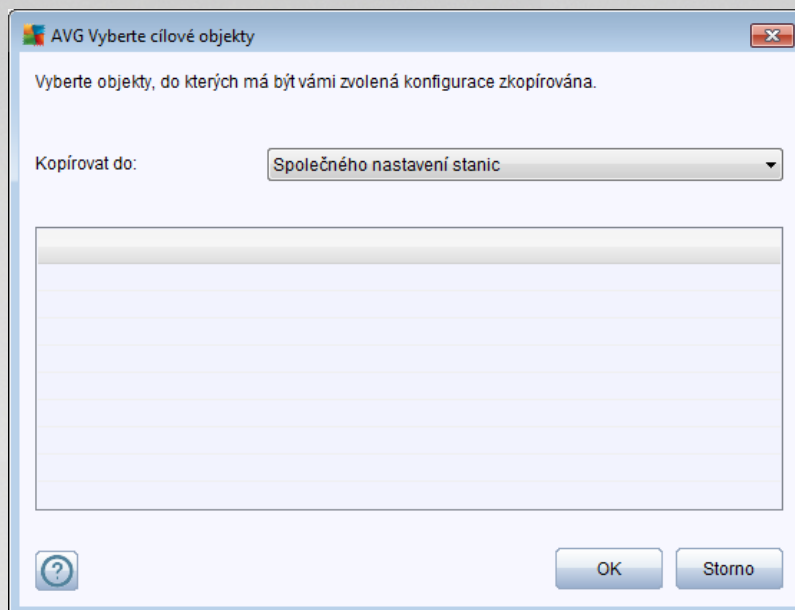 AVG Vyberte cílové objekty
Vyberte objekty, do kterých má být vámi zvolená konfigurace zkopírována.
Kopírovat do:
Společného nastavení stanic
?
OK
Storno